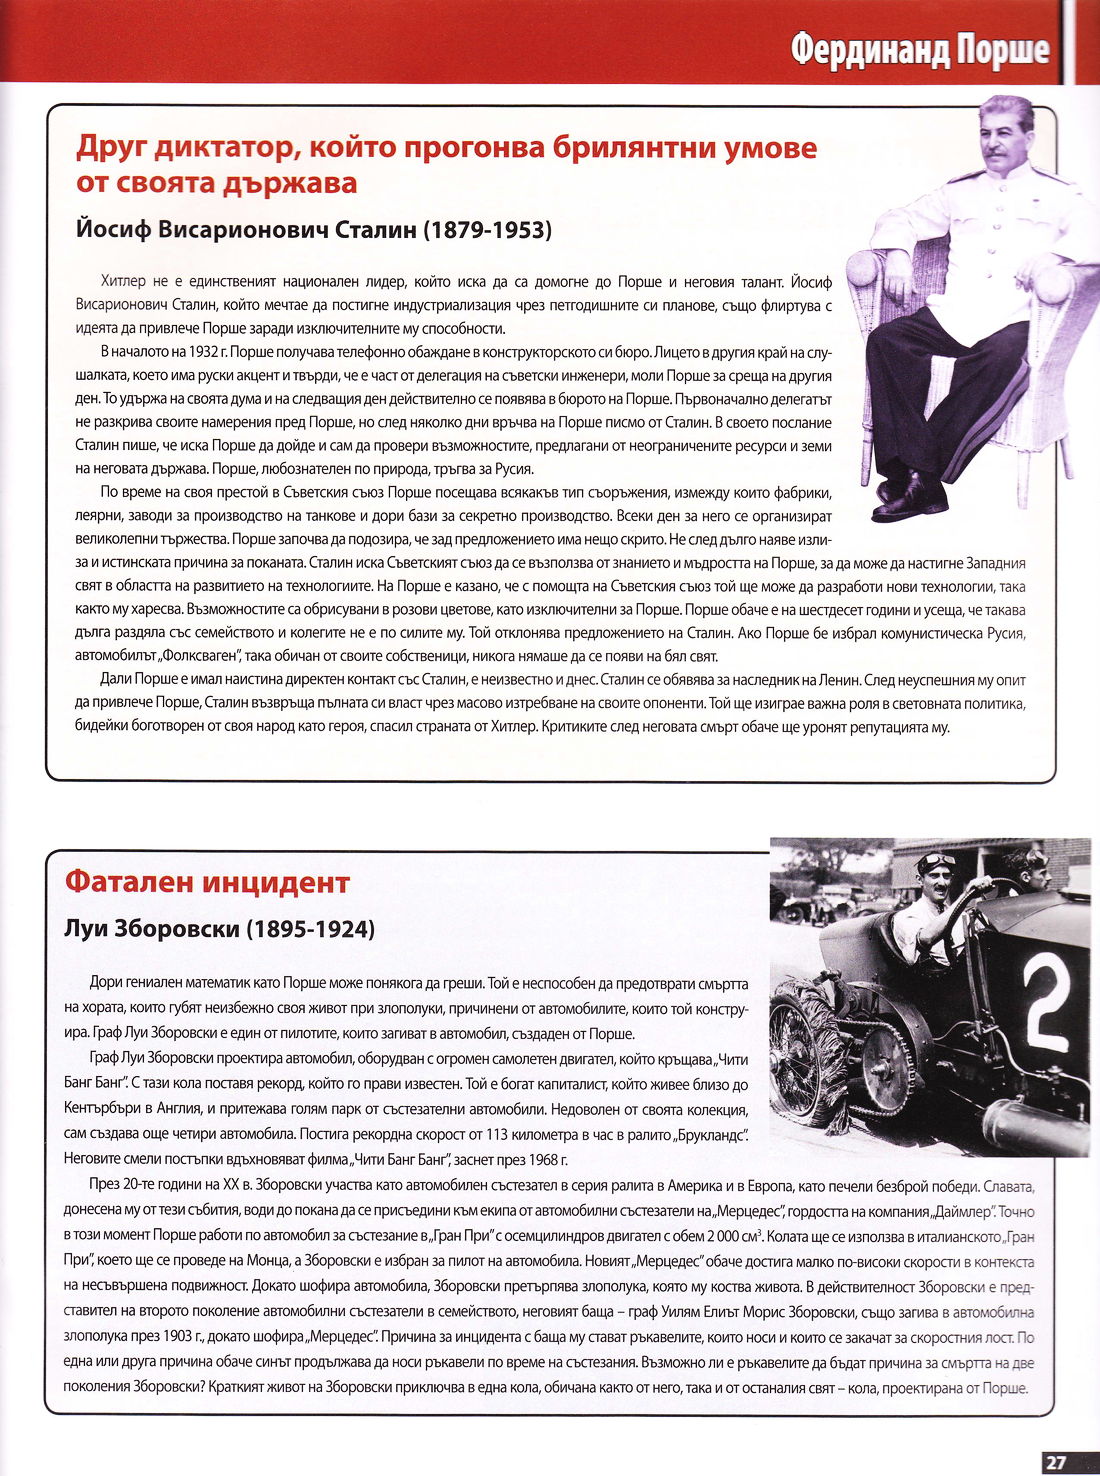 Фердинанд Порше
Друг диктатор, който прогонва брилянтни умове
от своята държава
Йосиф Висарионович Сталин (1879-1953)
Хитлер не е единственият национален лидер, който иска да са домогне до Порше и неговия талант. Йосиф
Висарионович Сталин, който мечтае да постигне индустриализация чрез петгодишните си планове, също флиртува с
идеята да привлече Порше заради изключителните му способности.
В началото на 1932 г. Порше получава телефонно обаждане в конструкторското си бюро. Лицето в другия край на слу-
шалката, което има руски акцент и твърди, че е част от делегация на съветски инженери, моли Порше за среща на другия
ден. То удържа на своята дума и на следващия ден действително се появява в бюрото на Порше. Първоначално делегатът
не разкрива своите намерения пред Порше, но след няколко дни връчва на Порше писмо от Сталин. В своето послание
Сталин пише, че иска Порше да дойде и сам да провери възможностите, предлагани от неограничените ресурси и земи
на неговата държава. Порше, любознателен по природа, тръгва за Русия.
По време на своя престой в Съветския съюз Порше посещава всякакъв тип съоръжения, измежду които фабрики,
леярни, заводи за производство на танкове и дори бази за секретно производство. Всеки ден за него се организират
великолепни тържества. Порше започва да подозира, че зад предложението има нещо скрито. Не след дълго наяве изли-
за и истинската причина за поканата. Сталин иска Съветският съюз да се възползва от знанието и мъдростта на Порше, за да може да настигне Западния
свят в областта на развитието на технологиите. На Порше е казано, че с помощта на Съветския съюз той ще може да разработи нови технологии, така
както му харесва. Възможностите са обрисувани в розови цветове, като изключителни за Порше. Порше обаче е на шестдесет години и усеща, че такава
дълга раздяла със семейството и колегите не е по силите му. Той отклонява предложението на Сталин. Ако Порше бе избрал комунистическа Русия,
автомобилът „Фолксваген”, така обичан от своите собственици, никога нямаше да се появи на бял свят.
Дали Порше е имал наистина директен контакт със Сталин, е неизвестно и днес. Сталин се обявява за наследник на Ленин. След неуспешния му опит
да привлече Порше, Сталин възвръща пълната си власт чрез масово изтребване на своите опоненти. Той ще изиграе важна роля в световната политика,
бидейки боготворен от своя народ като героя, спасил страната от Хитлер. Критиките след неговата смърт обаче ще уронят репутацията му.
Фатален инцидент
Луи Зборовски (1895-1924)
Дори гениален математик като Порше може понякога да греши. Той е неспособен да предотврати смъртта
на хората, които губят неизбежно своя живот при злополуки, причинени от автомобилите, които той констру-
ира. Граф Луи Зборовски е един от пилотите, които загиват в автомобил, създаден от Порше.
Граф Луи Зборовски проектира автомобил, оборудван с огромен самолетен двигател, който кръщава „Чити
Банг Банг”. С тази кола поставя рекорд, който го прави известен. Той е богат капиталист, който живее близо до
Кентърбъри в Англия, и притежава голям парк от състезателни автомобили. Недоволен от своята колекция,
сам създава още четири автомобила. Постига рекордна скорост от 113 километра в час в ралито „Брукландс”.
Неговите смели постъпки вдъхновяват филма „Чити Банг Банг”, заснет през 1968 г.
През 20-те години на XX в. Зборовски участва като автомобилен състезател в серия ралита в Америка и в Европа, като печели безброй победи. Славата,
донесена му от тези събития, води до покана да се присъедини към екипа от автомобилни състезатели на „Мерцедес”, гордостта на компания „Даймлер”. Точно
в този момент Порше работи по автомобил за състезание в „Гран При” с осемцилиндров двигател с обем 2 000 см³. Колата ще се използва в италианското „Гран
При”, което ще се проведе на Монца, а Зборовски е избран за пилот на автомобила. Новият „Мерцедес” обаче достига малко по-високи скорости в контекста
на несъвършена подвижност. Докато шофира автомобила, Зборовски претърпява злополука, която му коства живота. В действителност Зборовски е пред-
ставител на второто поколение автомобилни състезатели в семейството, неговият баща – граф Уилям Елиът Морис Зборовски, също загива в автомобилна
злополука през 1903 г., докато шофира „Мерцедес”. Причина за инцидента с баща му стават ръкавелите, които носи и които се закачат за скоростния лост. По
една или друга причина обаче синът продължава да носи ръкавели по време на състезания. Възможно ли е ръкавелите да бъдат причина за смъртта на две
поколения Зборовски? Краткият живот на Зборовски приключва в една кола, обичана както от него, така и от останалия свят – кола, проектирана от Порше.
2
27